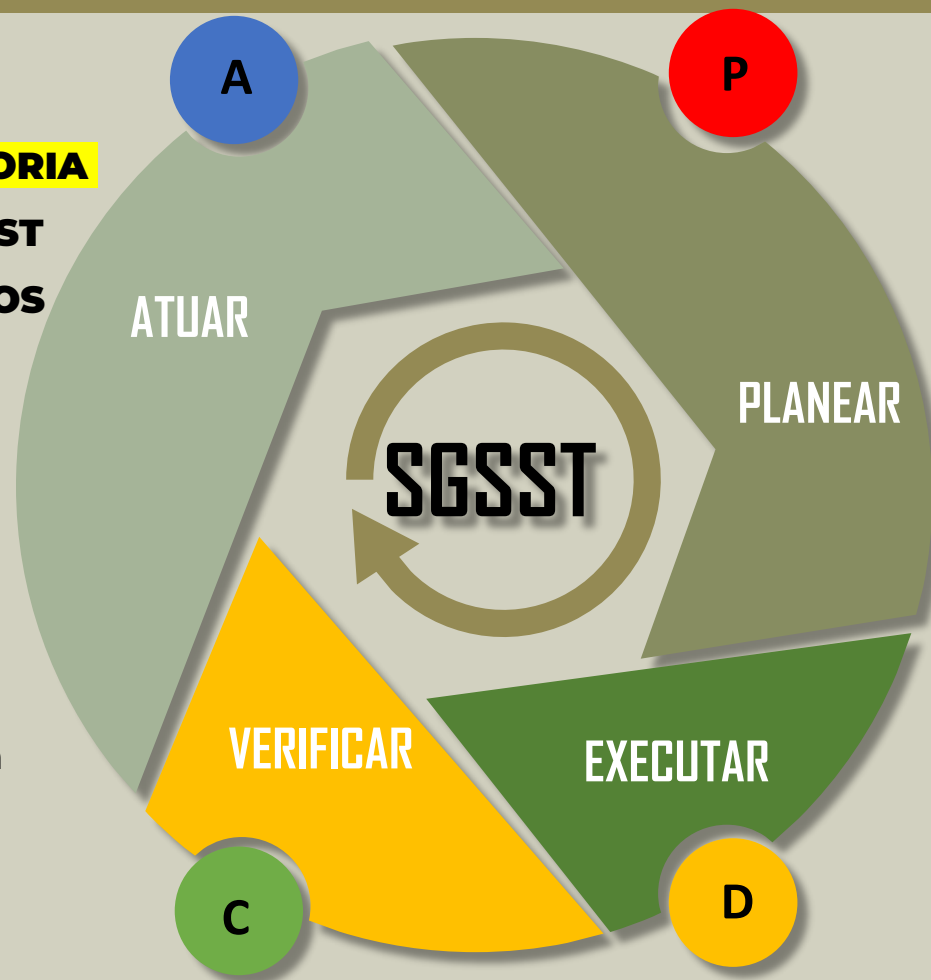 A
P
ORIA
ST
OS
ATUAR
PLANEAR
SGSST
VERIFICAR
EXECUTAR
C
D